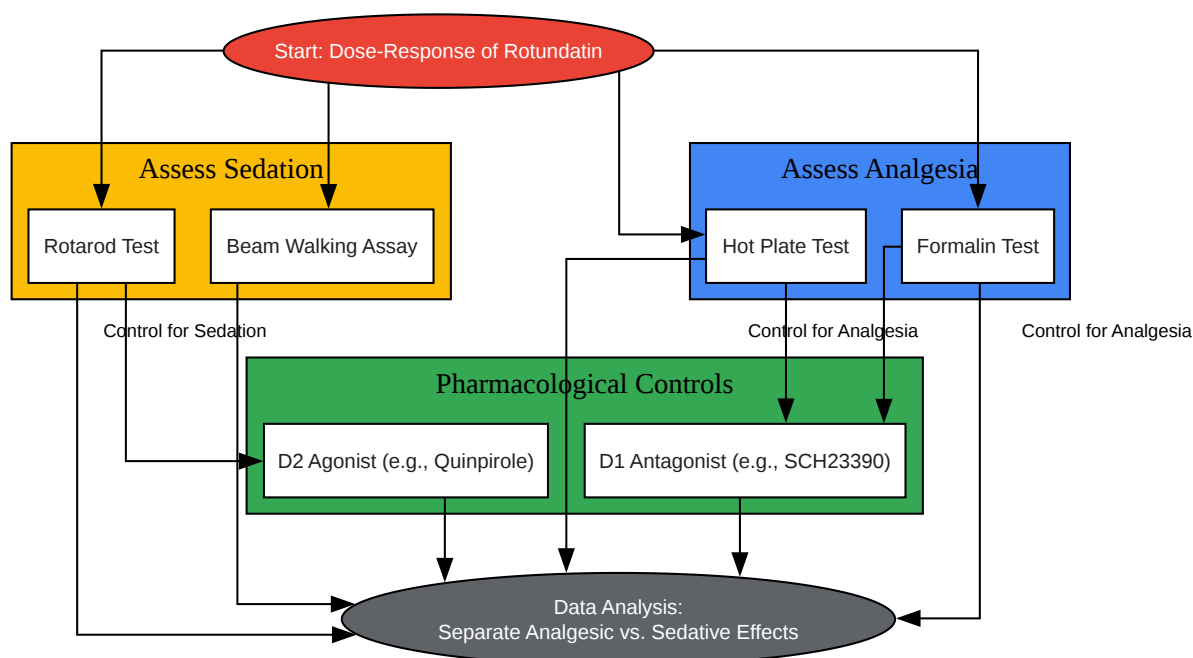 Start: Dose-Response of Rotundatin
Assess Sedation
Assess Analgesia
Rotarod Test
Beam Walking Assay
Hot Plate Test
Formalin Test
Control for Sedation
Control for Analgesia
Control for Analgesia
Pharmacological Controls
D2 Agonist (e.g., Quinpirole)
D1 Antagonist (e.g., SCH23390)
Data Analysis:
Separate Analgesic vs. Sedative Effects